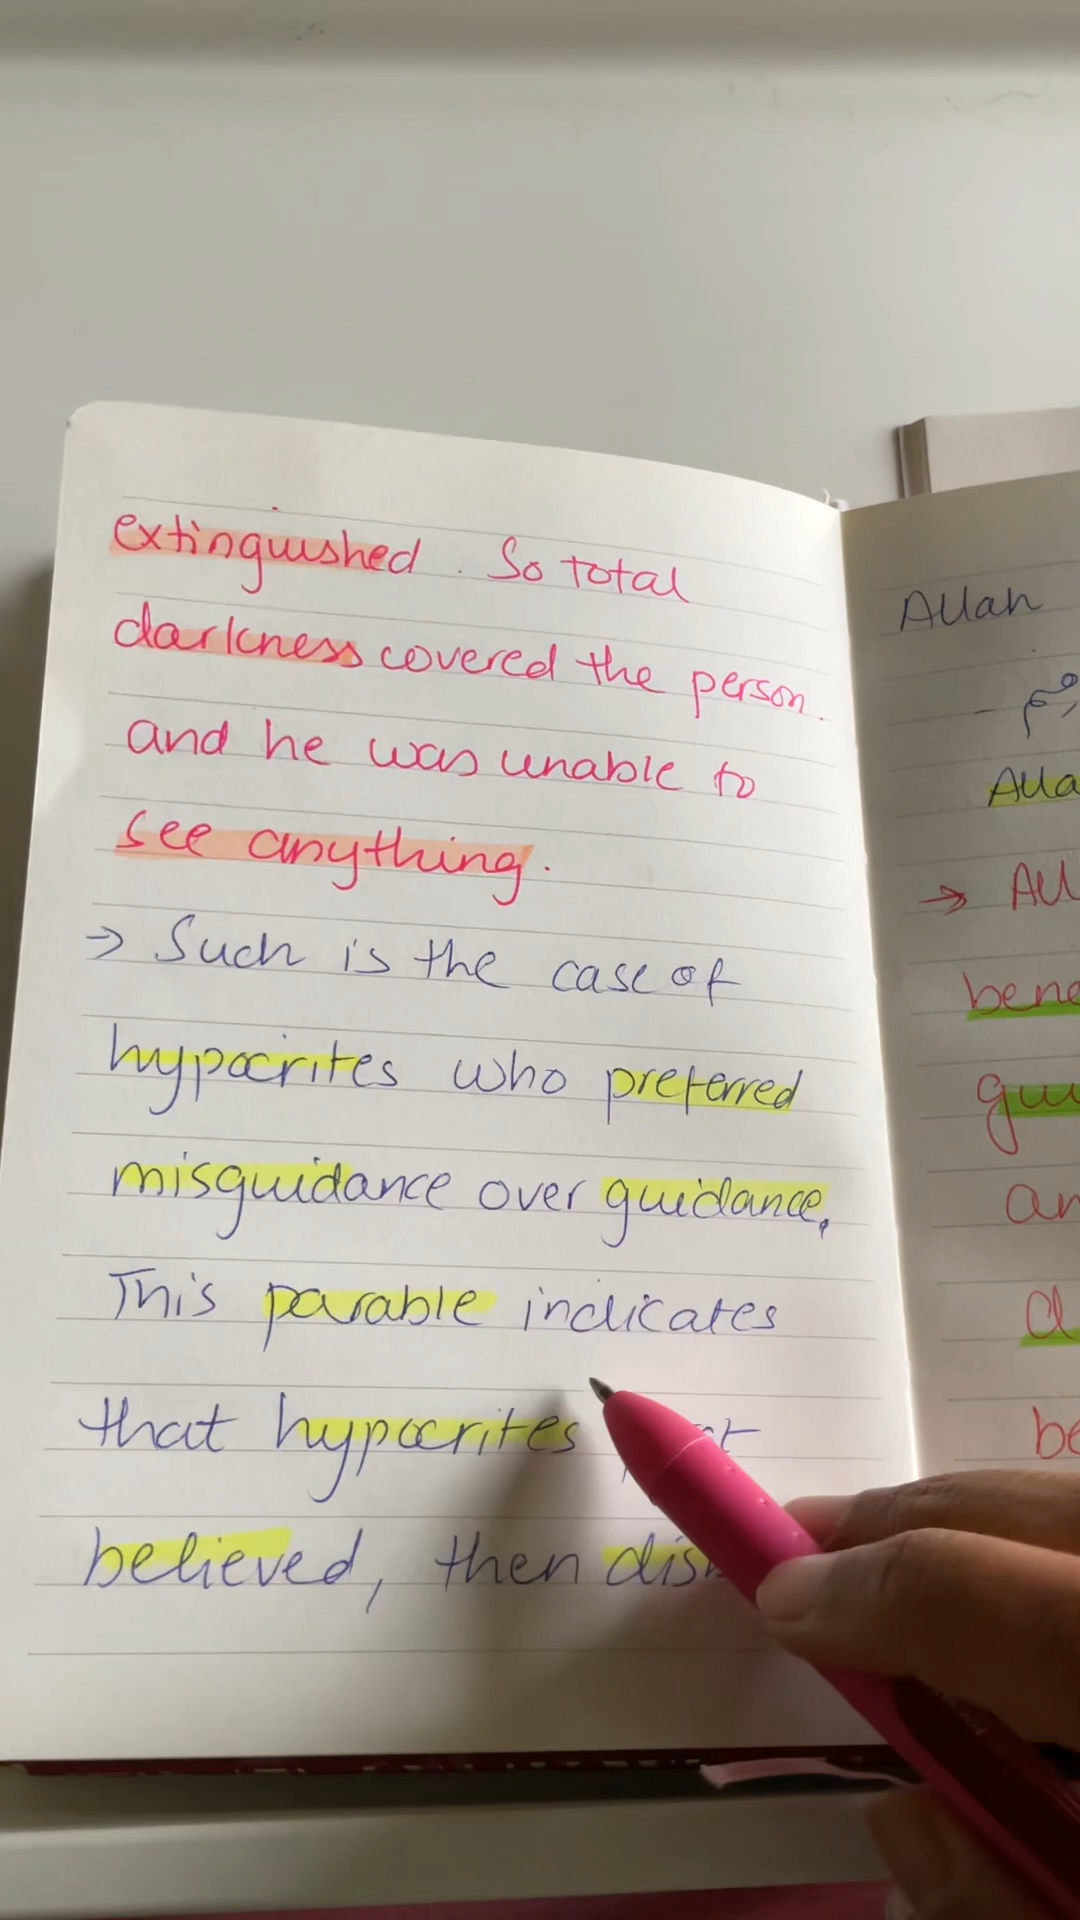 extinguished. So total
darkness covered the person.
and he was unable to
see anything.
→ Such is the case of
hypocrites who preferred
misguidance over guidance.
This parable indicates
that hypocrites
believed, then
Allah
→